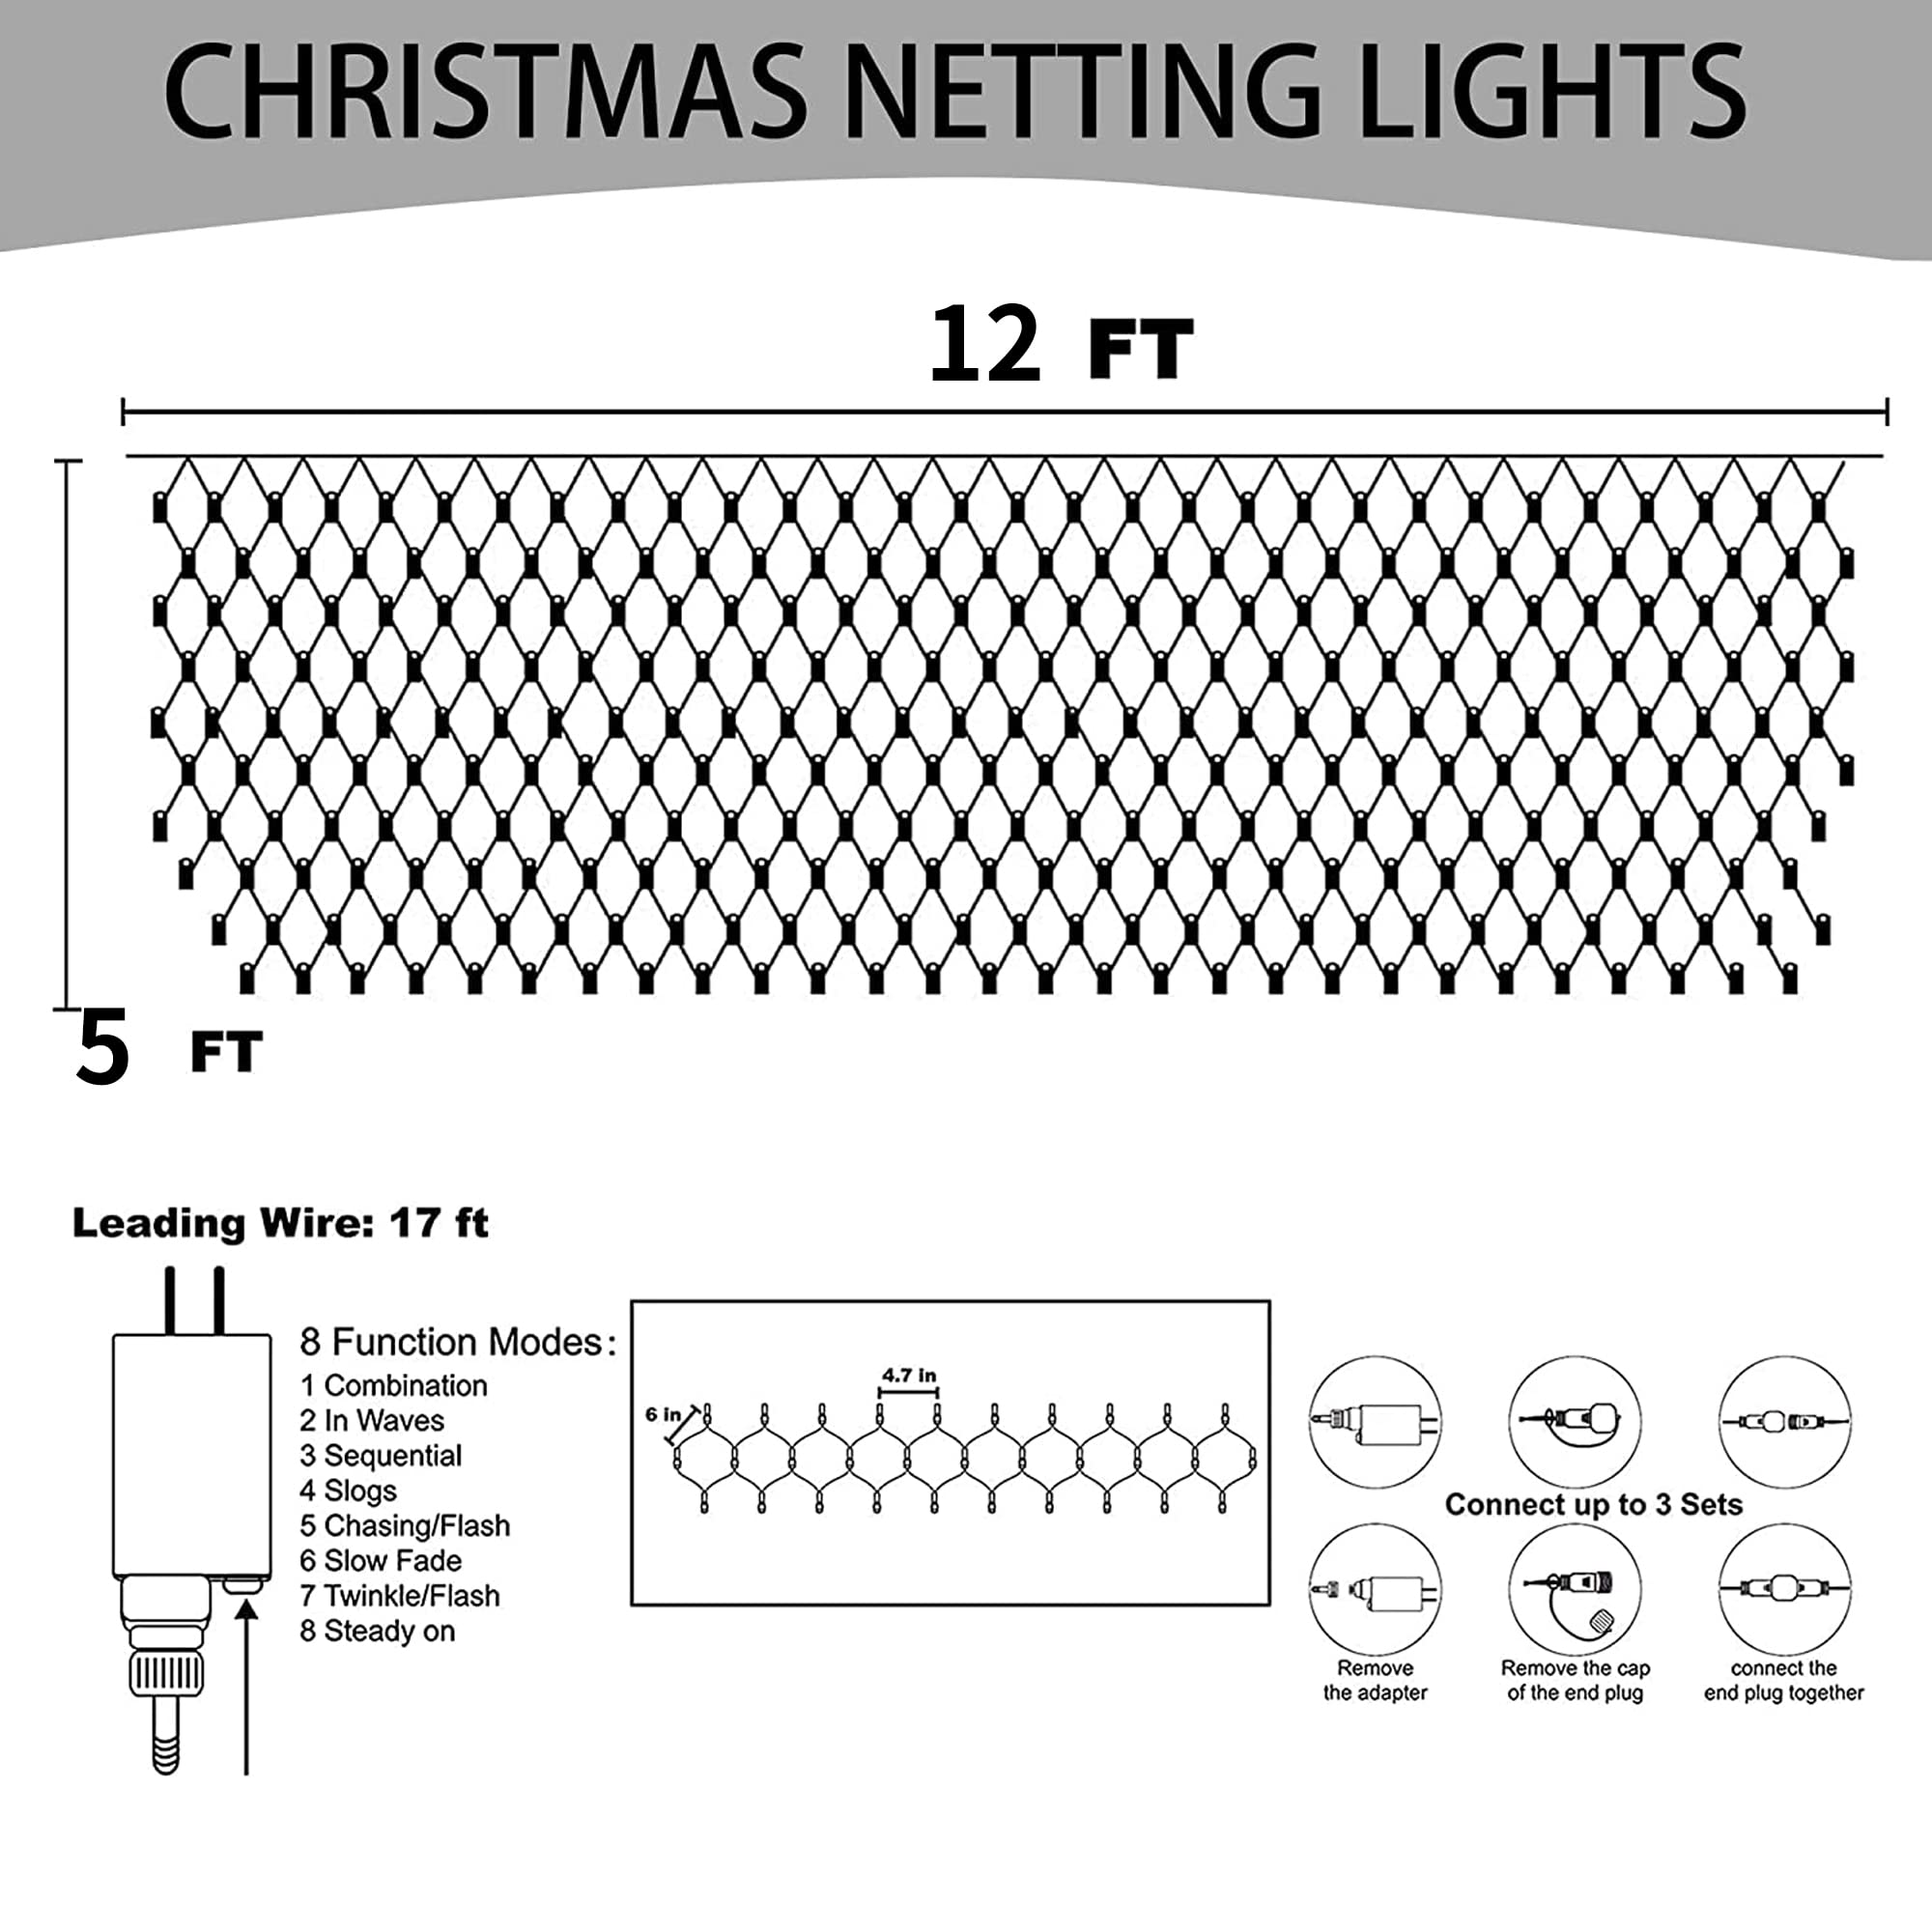 CHRISTMAS NETTING LIGHTS
12 FT
5 FT
Leading Wire: 17 ft
8 Function Modes:
1 Combination
2 In Waves
3 Sequential
4 Slogs
5 Chasing/Flash
6 Slow Fade
7 Twinkle/Flash
8 Steady on
4.7 in
6 in
Connect up to 3 Sets
Remove
the adapter
Remove the cap
of the end plug
connect the
end plug together